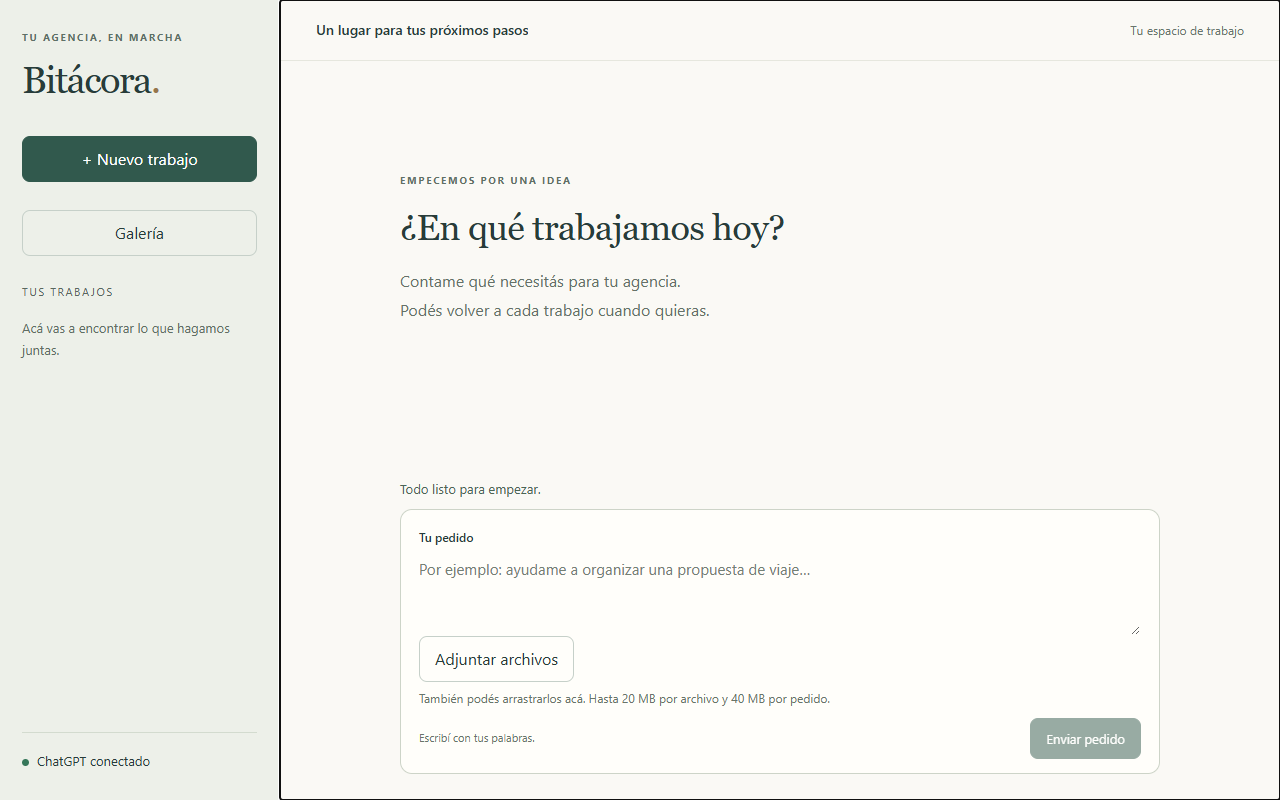 TU AGENCIA, EN MARCHA
Bitácora.
+ Nuevo trabajo
Galería
TUS TRABAJOS
Acá vas a encontrar lo que hagamos
juntas.
ChatGPT conectado
Un lugar para tus próximos pasos
Tu espacio de trabajo
EMPECEMOS POR UNA IDEA
¿En qué trabajamos hoy?
Contame qué necesitás para tu agencia.
Podés volver a cada trabajo cuando quieras.
Todo listo para empezar.
Tu pedido
Por ejemplo: ayudame a organizar una propuesta de viaje...
Adjuntar archivos
También podés arrastrarlos acá. Hasta 20 MB por archivo y 40 MB por pedido.
Escribí con tus palabras.
Enviar pedido